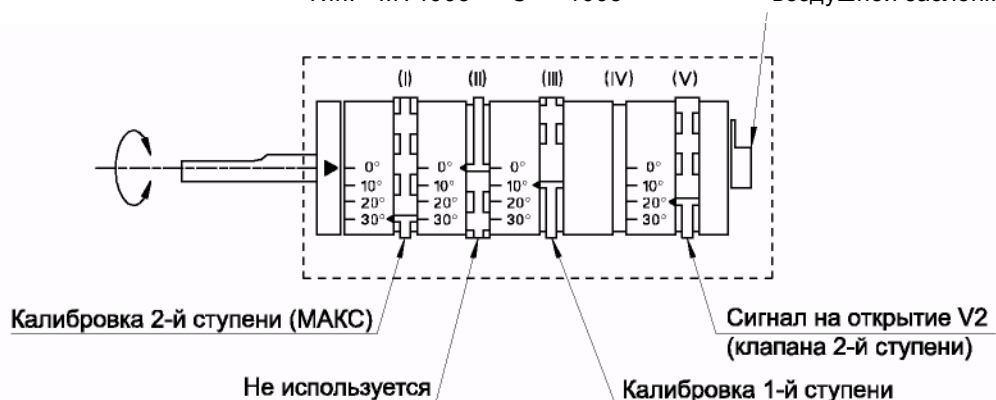 (I) (II) (III) (IV) (V)
0° 0° 0° 0°
10° 10° 10° 10°
20° 20° 20° 20°
30° 30° 30° 30°
Калибровка 2-й ступени (МАКС)
Сигнал на открытие V2
(клапана 2-й ступени)
Не используется
Калибровка 1-й ступени